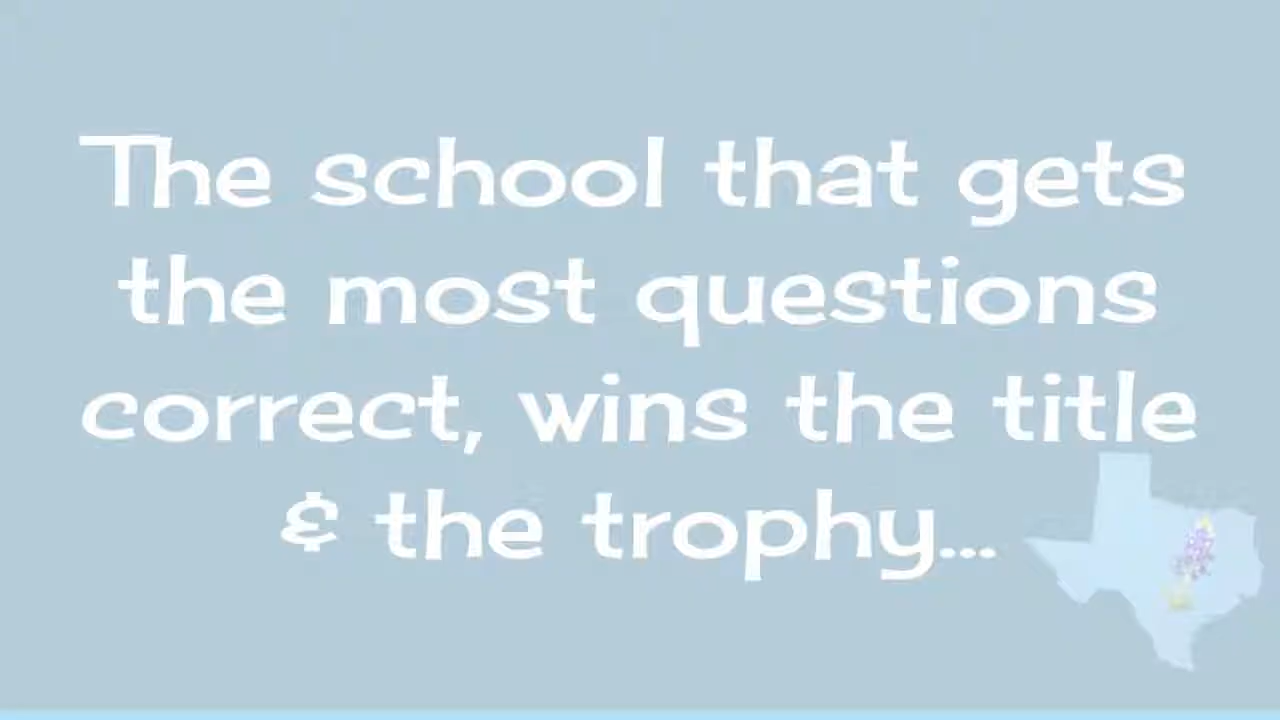 The school that gets
the most questions
correct, wins the title
& the trophy...